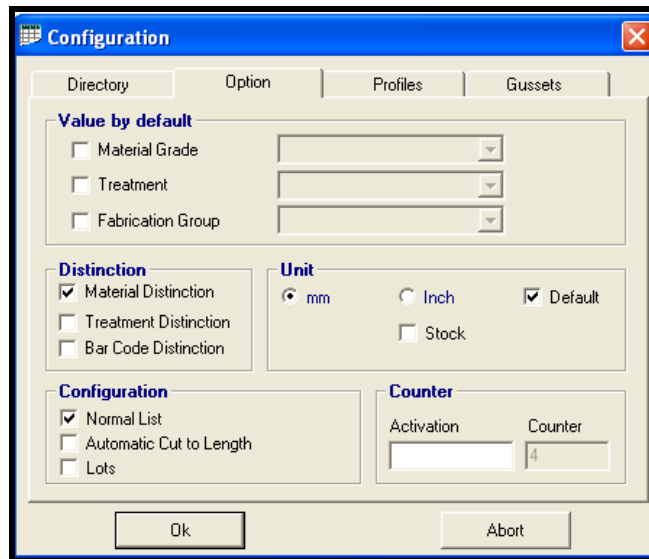 Configuration
Directory Option Profiles Gussets
Value by default
Material Grade
Treatment
Fabrication Group
Distinction
Material Distinction
Treatment Distinction
Bar Code Distinction
Unit
mm Inch Default
Stock
Configuration
Normal List
Automatic Cut to Length
Lots
Counter
Activation Counter
4
Ok Abort